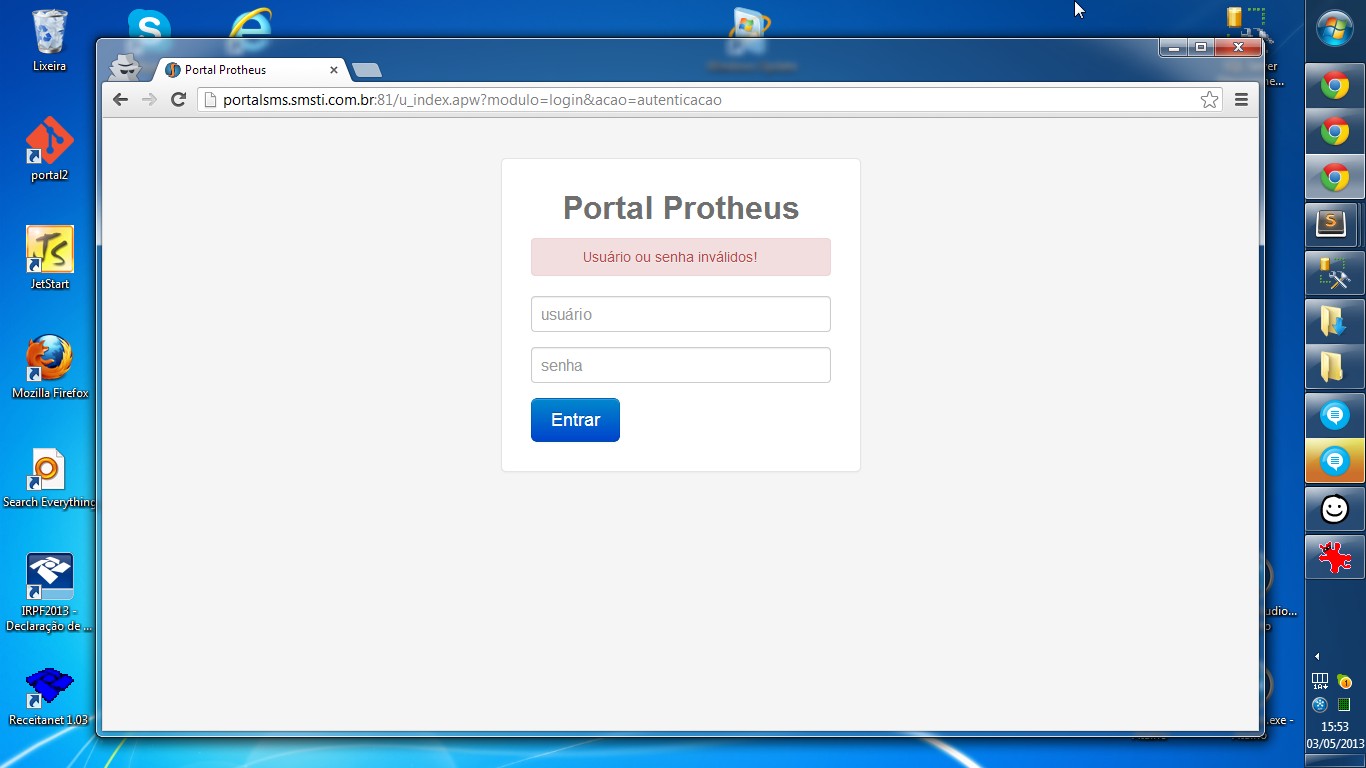 Lixeira
portal2
JetStart
Mozilla Firefox
Search Everything
IRPF2013 -
Declaração de ...
Receitanet 1.03
Portal Protheus
portalsms.smsti.com.br:81/u_index.apw?modulo=login&acao=autenticacao
Portal Protheus
Usuário ou senha inválidos!
usuário
senha
Entrar
15:53
03/05/2013